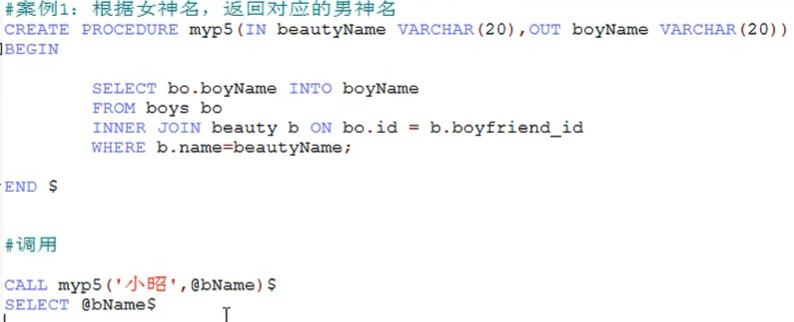 #案例1：根据女神名，返回对应的男神名
CREATE PROCEDURE myp5(IN beautyName VARCHAR(20),OUT boyName VARCHAR(20))
BEGIN
SELECT bo.boyName INTO boyName
FROM boys bo
INNER JOIN beauty b ON bo.id = b.boyfriend_id
WHERE b.name=beautyName;
END $
#调用
CALL myp5('小昭',@bName)$
SELECT @bName$